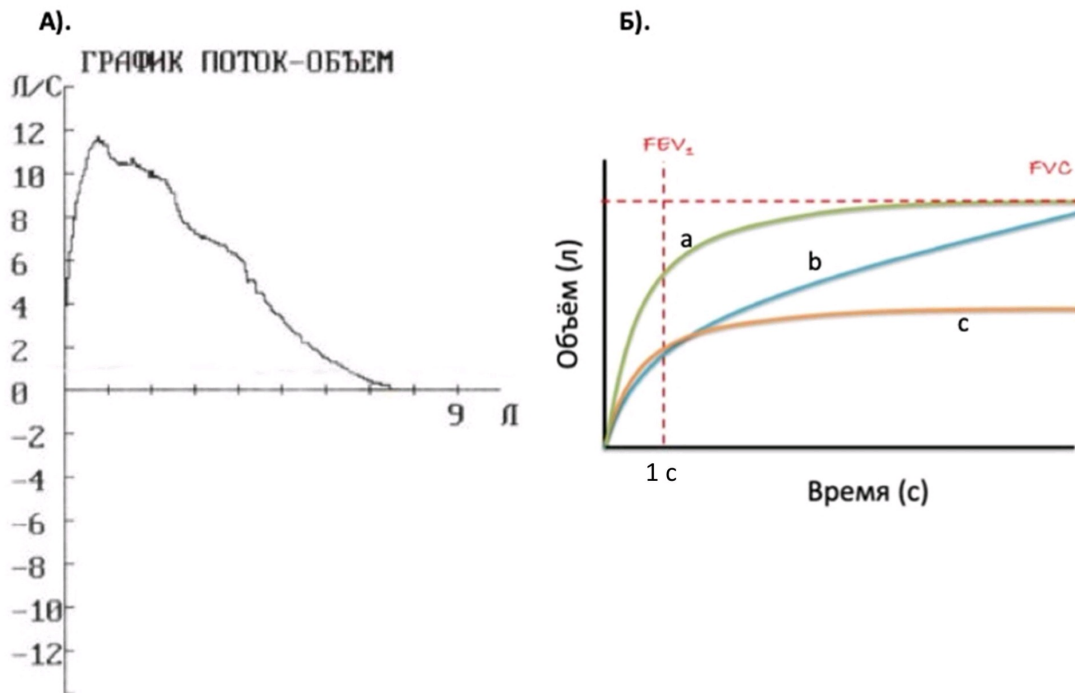 А).
ГРАФИК ПОТОК-ОБЪЕМ
Л/С
12
10
8
6
4
2
0
9 Л
-2
-4
-6
-8
-10
-12
Б).
FEV₁
FVC
a
b
c
Объём (л)
1 с
Время (с)